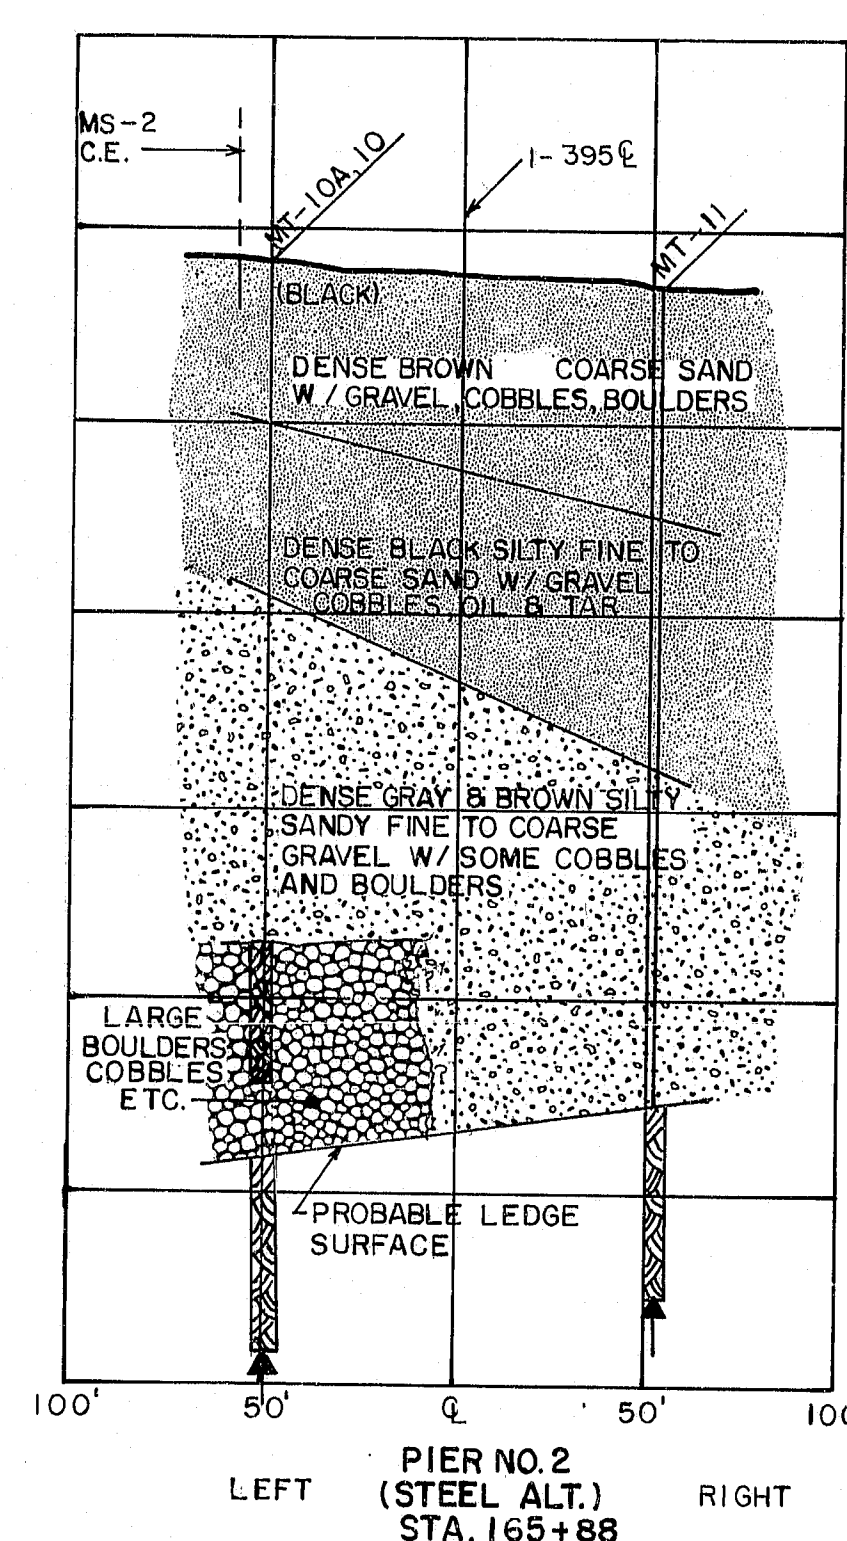 MS-2
C.E.
MT-10A, 10
I-395 ℄
MT-11
(BLACK)
DENSE BROWN COARSE SAND
W/GRAVEL, COBBLES, BOULDERS
DENSE BLACK SILTY FINE TO
COARSE SAND W/ GRAVEL
COBBLES, OIL & TAR
DENSE GRAY & BROWN SILTY
SANDY FINE TO COARSE
GRAVEL W/ SOME COBBLES
AND BOULDERS
?
LARGE
BOULDERS
COBBLES
ETC.
PROBABLE LEDGE
SURFACE
100' 50' ℄ 50' 100
PIER NO. 2
LEFT (STEEL ALT.) RIGHT
STA. 165+88